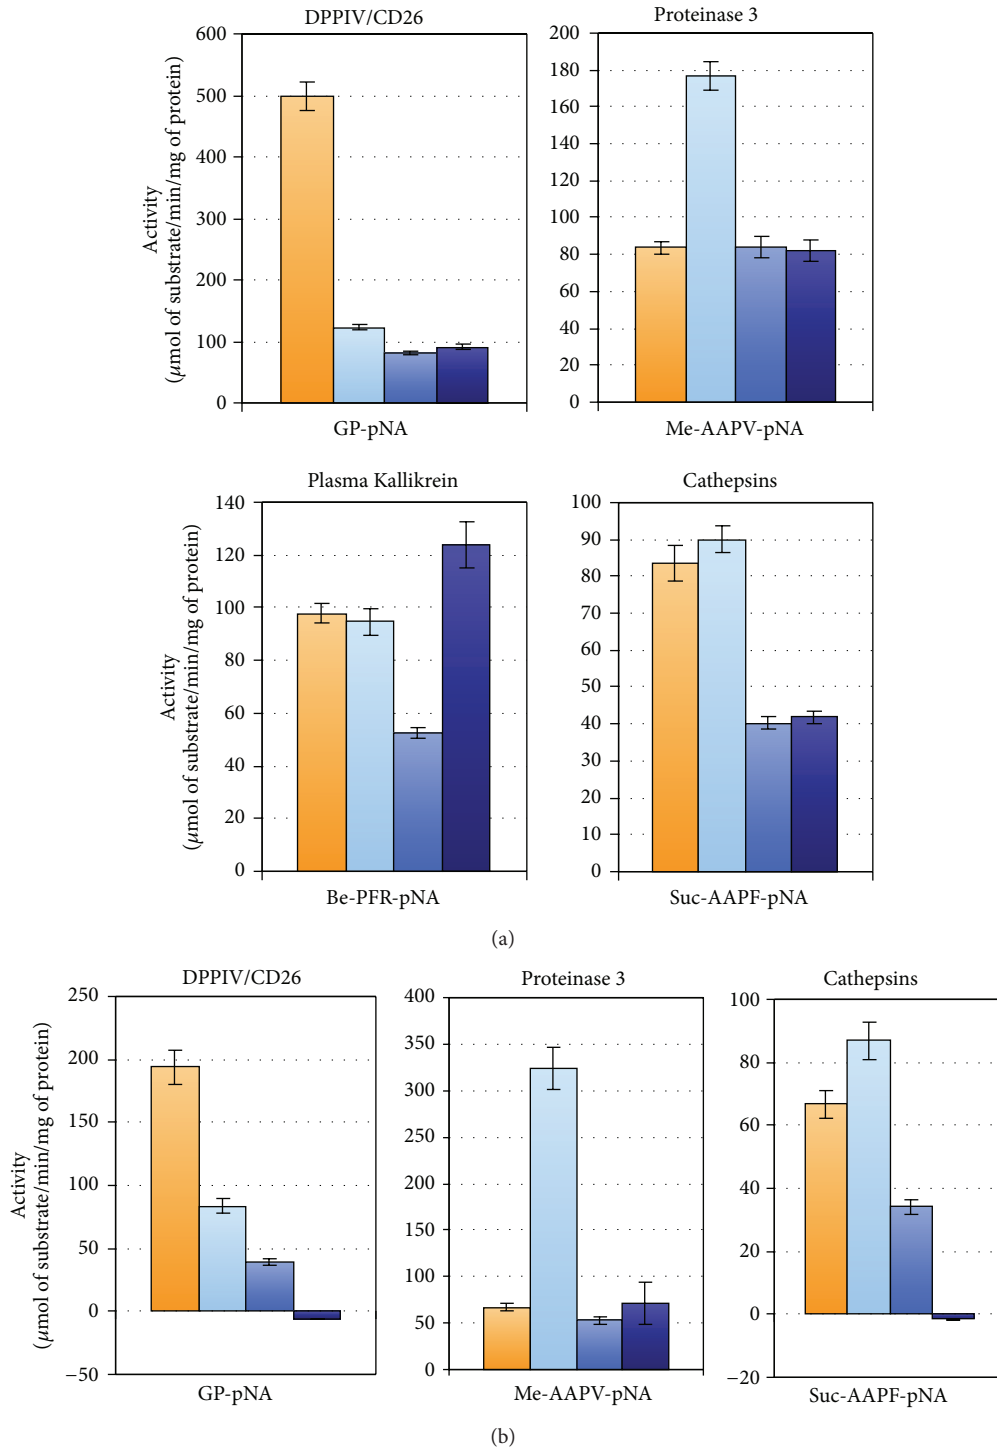 DPPIV/CD26
Activity
(μmol of substrate/min/mg of protein)
600
500
400
300
200
100
0
GP-pNA
Proteinase 3
200
180
160
140
120
100
80
60
40
20
0
Me-AAPV-pNA
Plasma Kallikrein
Activity
(μmol of substrate/min/mg of protein)
140
120
100
80
60
40
20
0
Be-PFR-pNA
Cathepsins
100
90
80
70
60
50
40
30
20
10
0
Suc-AAPF-pNA
(a)
DPPIV/CD26
Activity
(μmol of substrate/min/mg of protein)
250
200
150
100
50
0
−50
GP-pNA
Proteinase 3
400
350
300
250
200
150
100
50
0
Me-AAPV-pNA
Cathepsins
100
80
60
40
20
0
−20
Suc-AAPF-pNA
(b)